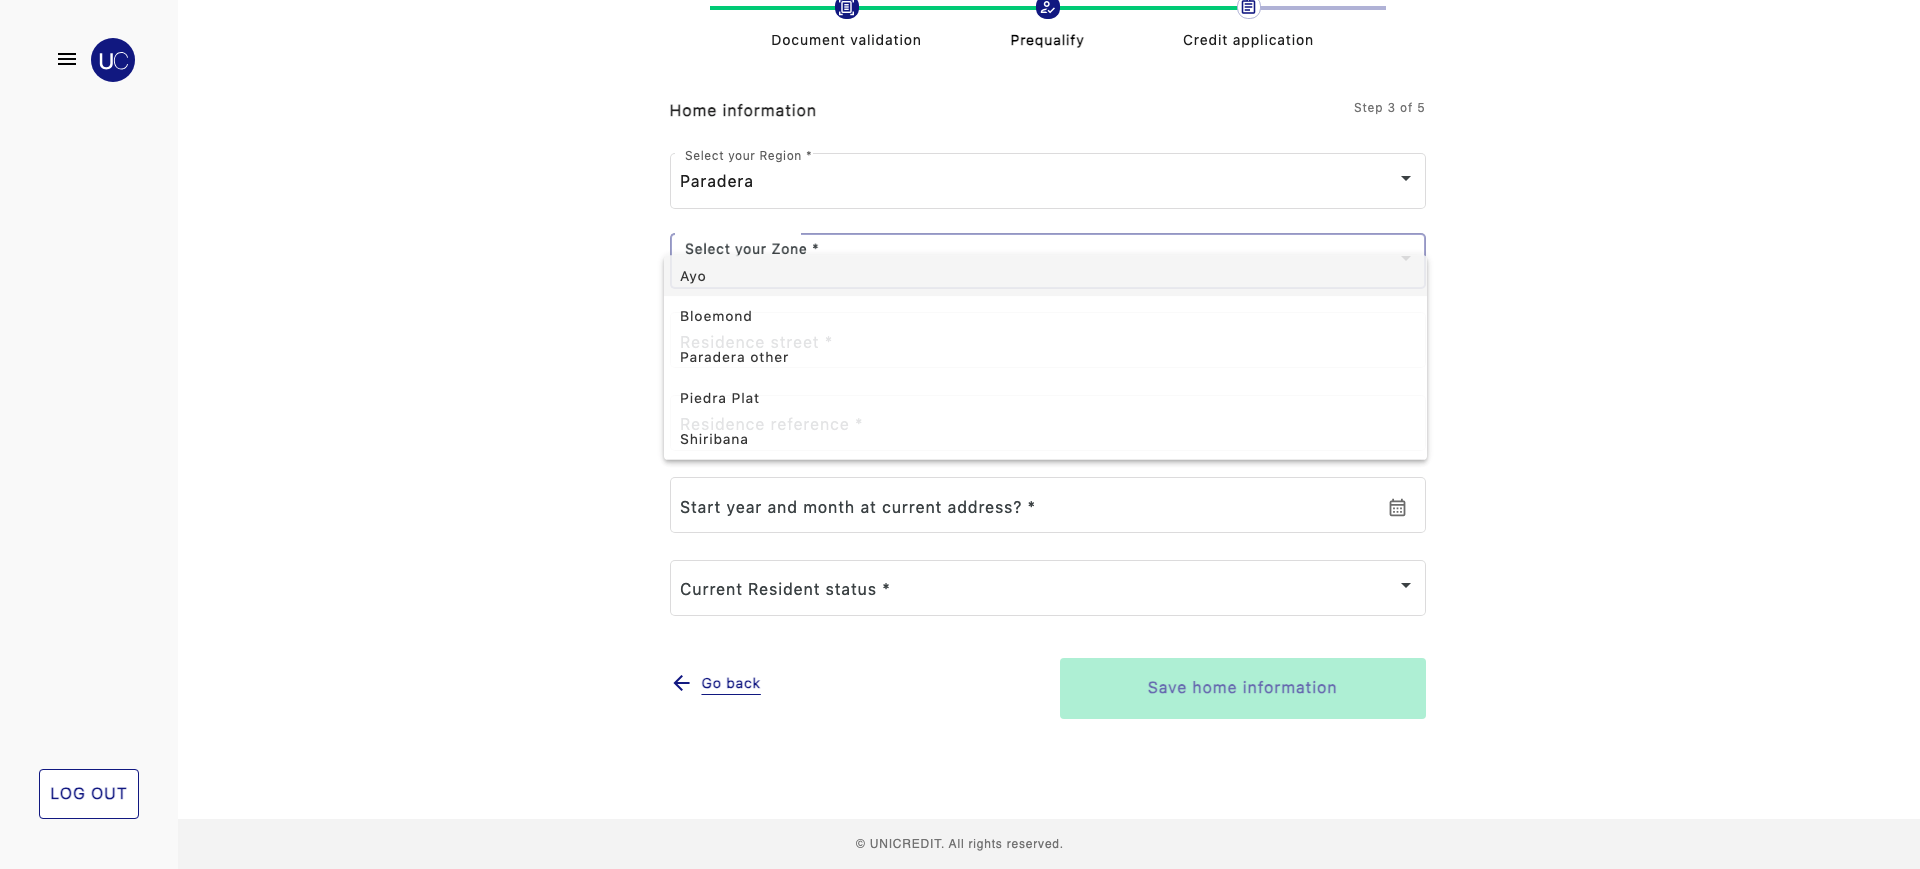 UC
Document validation
Prequalify
Credit application
Home information
Step 3 of 5
Select your Region *
Paradera
Select your Zone *
Ayo
Bloemond
Residence street *
Paradera other
Piedra Plat
Residence reference *
Shiribana
Start year and month at current address? *
Current Resident status *
Go back
Save home information
LOG OUT
© UNICREDIT. All rights reserved.